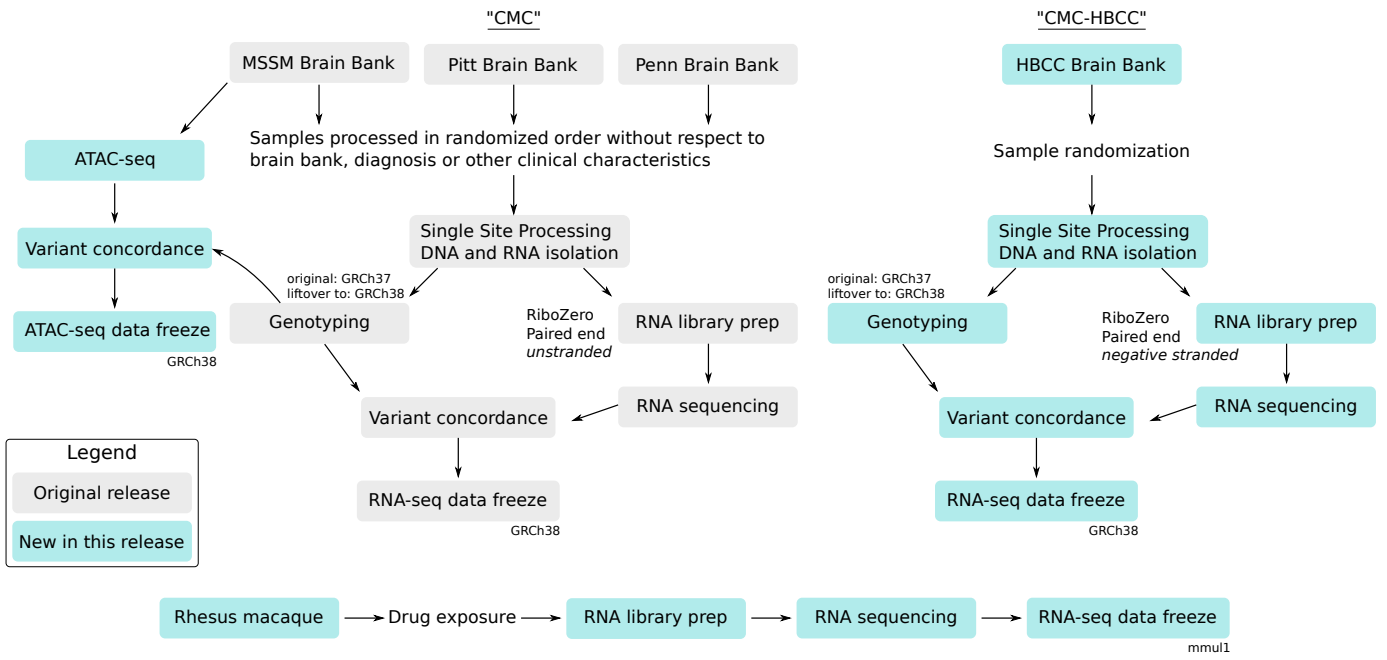 "CMC"
"CMC-HBCC"
MSSM Brain Bank
Pitt Brain Bank
Penn Brain Bank
HBCC Brain Bank
Samples processed in randomized order without respect to
brain bank, diagnosis or other clinical characteristics
ATAC-seq
Sample randomization
Variant concordance
Single Site Processing
DNA and RNA isolation
Single Site Processing
DNA and RNA isolation
original: GRCh37
liftover to: GRCh38
original: GRCh37
liftover to: GRCh38
ATAC-seq data freeze
GRCh38
Genotyping
RiboZero
Paired end
unstranded
RNA library prep
Genotyping
RiboZero
Paired end
negative stranded
RNA library prep
Variant concordance
RNA sequencing
Variant concordance
RNA sequencing
Legend
Original release
New in this release
RNA-seq data freeze
GRCh38
RNA-seq data freeze
GRCh38
Rhesus macaque
Drug exposure
RNA library prep
RNA sequencing
RNA-seq data freeze
mmul1